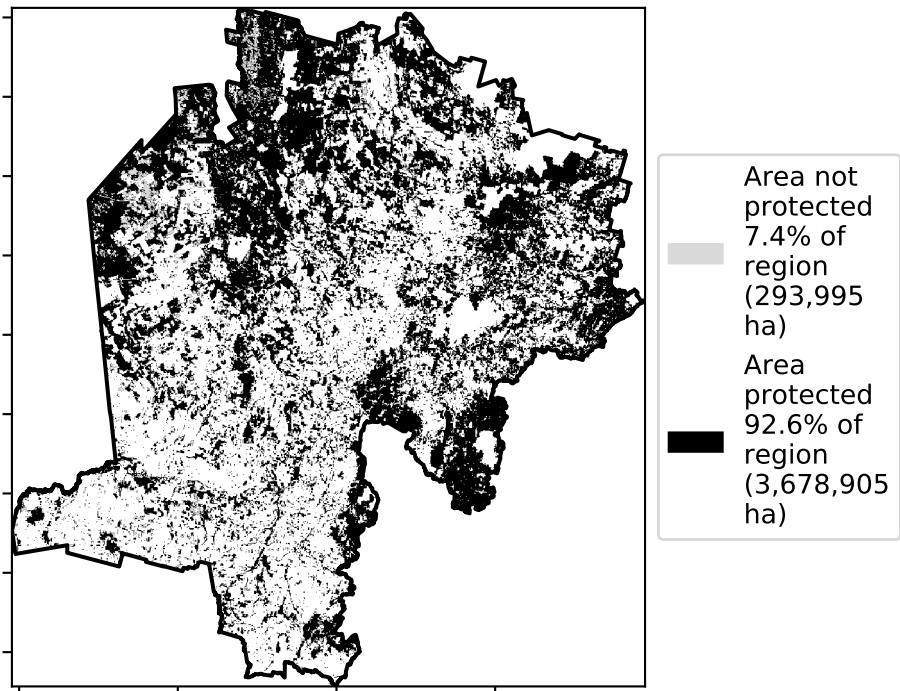 Area not
protected
7.4% of
region
(293,995
ha)
Area
protected
92.6% of
region
(3,678,905
ha)